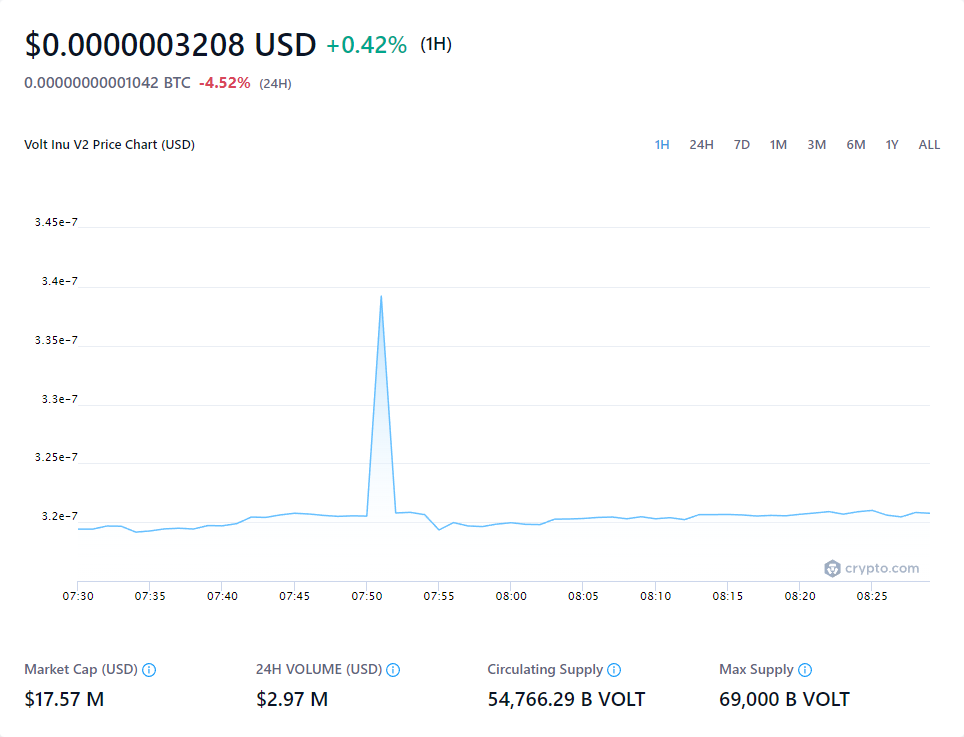 $0.0000003208 USD +0.42% (1H)
0.00000000001042 BTC -4.52% (24H)
Volt Inu V2 Price Chart (USD) 1H 24H 7D 1M 3M 6M 1Y ALL
3.45e-7
3.4e-7
3.35e-7
3.3e-7
3.25e-7
3.2e-7
crypto.com
07:30 07:35 07:40 07:45 07:50 07:55 08:00 08:05 08:10 08:15 08:20 08:25
Market Cap (USD) 24H VOLUME (USD) Circulating Supply Max Supply
$17.57 M $2.97 M 54,766.29 B VOLT 69,000 B VOLT